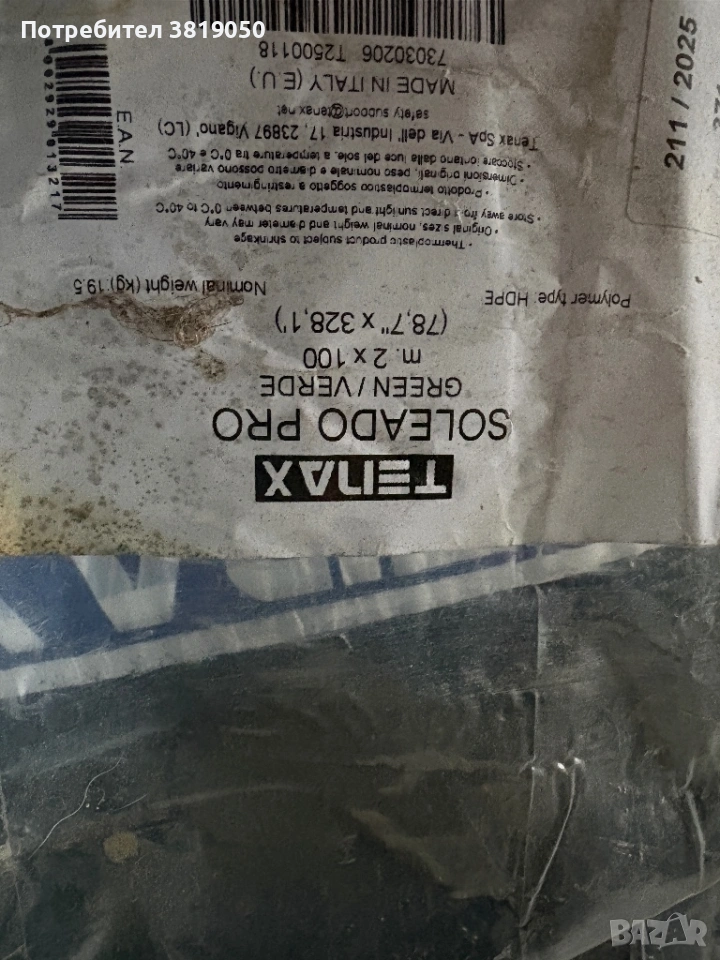 Потребител 3819050
TENAX
SOLEADO PRO
GREEN / VERDE
m. 2 x 100
(78,7" x 328,1')
Polymer type: HDPE
Nominal weight (kg):19.5
• Thermoplastic product subject to shrinkage
• Original sizes, nominal weight and diameter may vary
• Store away from direct sunlight and temperatures between 0°C to 40°C
• Prodotto termoplastico soggetto a restringimento
• Dimensioni originali, peso nominale e diametro possono variare
• Stoccare lontano dalla luce del sole, a temperature tra 0°C e 40°C
Tenax SpA - Via dell' Industria 17, 23897 Viganò (LC)
safety.support@tenax.net
MADE IN ITALY (E.U.)
73030206 T2500118
E.A.N.
211 / 2025
BAZAR